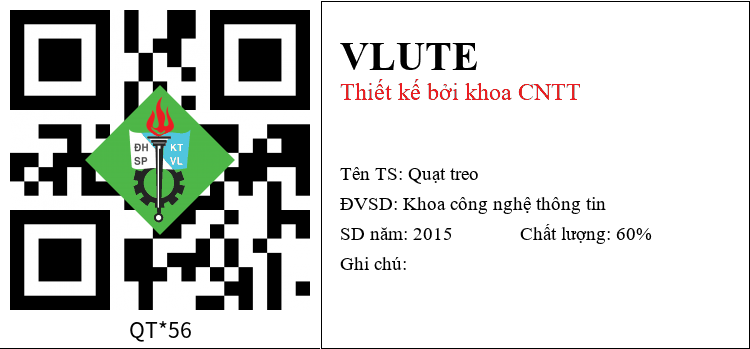 ĐH KT
SP VL
QT*56
VLUTE
Thiết kế bởi khoa CNTT
Tên TS: Quạt treo
ĐVSD: Khoa công nghệ thông tin
SD năm: 2015 Chất lượng: 60%
Ghi chú: